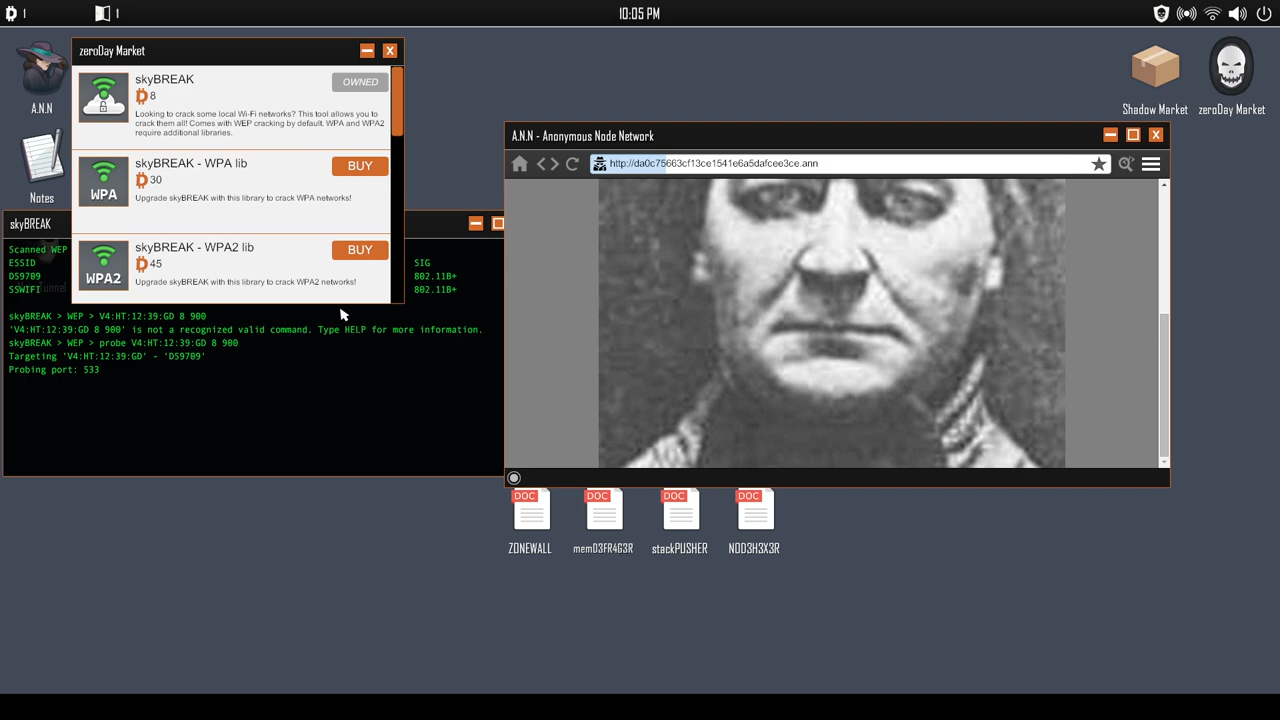 1
1
10:05 PM
A.N.N
Notes
Shadow Market
zeroDay Market
zeroDay Market
skyBREAK
8
OWNED
Looking to crack some local Wi-Fi networks? This tool allows you to
crack them all! Comes with WEP cracking by default. WPA and WPA2
require additional libraries.
WPA
skyBREAK - WPA lib
30
BUY
Upgrade skyBREAK with this library to crack WPA networks!
WPA2
skyBREAK - WPA2 lib
45
BUY
Upgrade skyBREAK with this library to crack WPA2 networks!
skyBREAK
Scanned WEP
ESSID SIG
D59709 802.11B+
SSWIFI 802.11B+
skyBREAK > WEP > V4:HT:12:39:GD 8 900
'V4:HT:12:39:GD 8 900' is not a recognized valid command. Type HELP for more information.
skyBREAK > WEP > probe V4:HT:12:39:GD 8 900
Targeting 'V4:HT:12:39:GD' - 'D59709'
Probing port: 533
A.N.N - Anonymous Node Network
http://da0c75663cf13ce1541e6a5dafcee3ce.ann
DOC
ZONEWALL
DOC
memD3FR4G3R
DOC
stackPUSHER
DOC
NOD3H3X3R